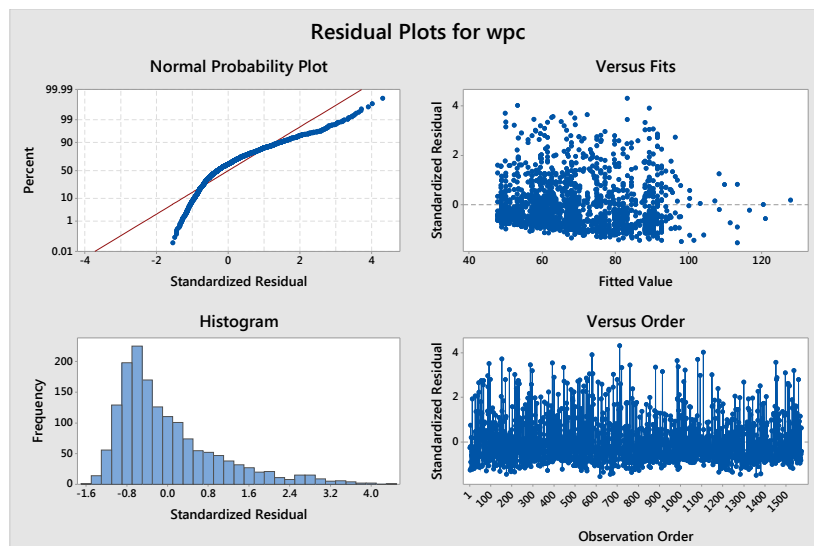 Residual Plots for wpc
Normal Probability Plot
99.99
99
90
50
10
1
0.01
Percent
-4 -2 0 2 4
Standardized Residual
Versus Fits
4
2
0
Standardized Residual
40 60 80 100 120
Fitted Value
Histogram
200
150
100
50
0
Frequency
-1.6 -0.8 0.0 0.8 1.6 2.4 3.2 4.0
Standardized Residual
Versus Order
4
2
0
Standardized Residual
1 100 200 300 400 500 600 700 800 900 1000 1100 1200 1300 1400 1500
Observation Order